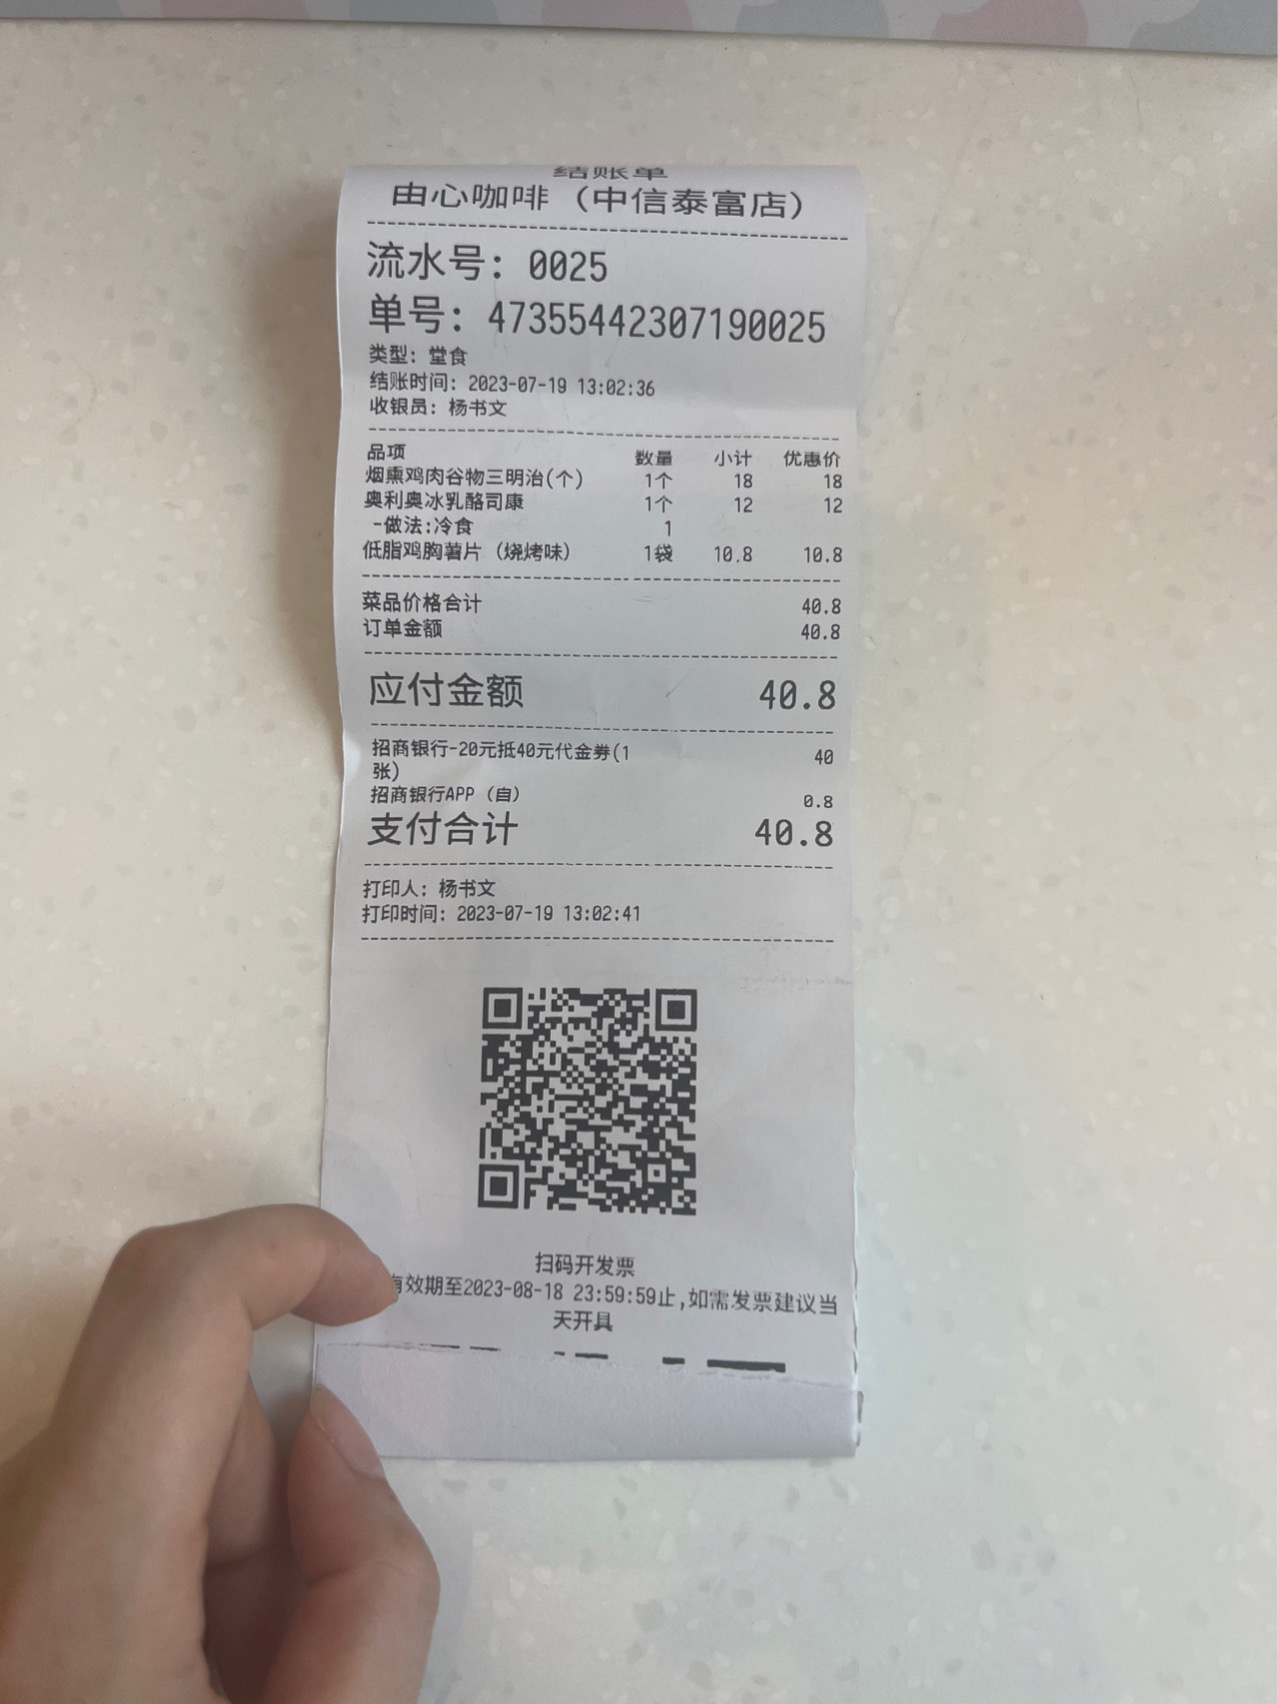 结账单
由心咖啡（中信泰富店）
流水号：0025
单号：47355442307190025
类型：堂食
结账时间：2023-07-19 13:02:36
收银员：杨书文
品项 数量 小计 优惠价
烟熏鸡肉谷物三明治(个) 1个 18 18
奥利奥冰乳酪司康 1个 12 12
-做法:冷食 1
低脂鸡胸薯片（烧烤味） 1袋 10.8 10.8
菜品价格合计 40.8
订单金额 40.8
应付金额 40.8
招商银行-20元抵40元代金券(1 40
张)
招商银行APP（自） 0.8
支付合计 40.8
打印人：杨书文
打印时间：2023-07-19 13:02:41
扫码开发票
有效期至2023-08-18 23:59:59止,如需发票建议当
天开具